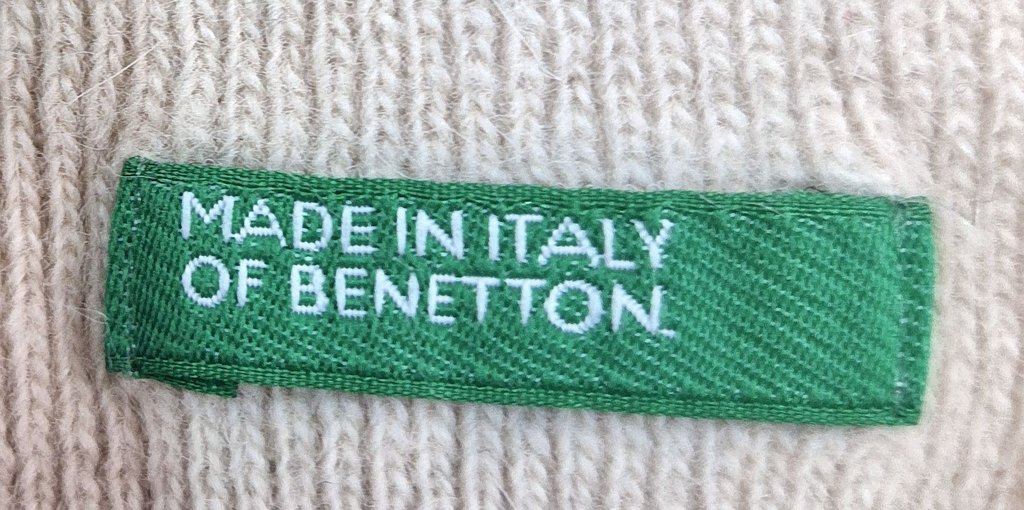 MADE IN ITALY
OF BENETTON.